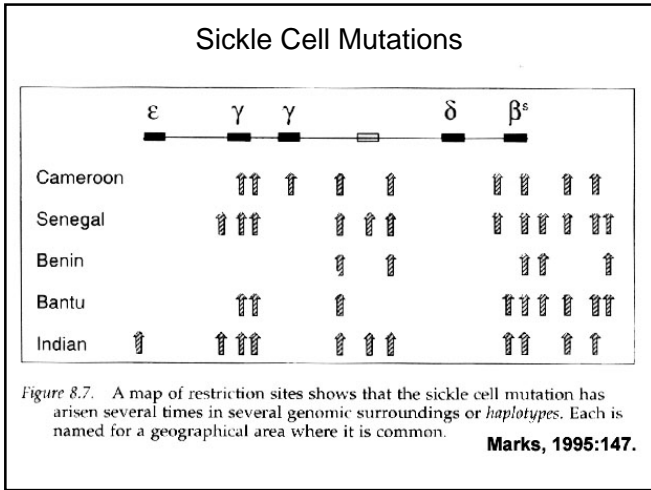 Sickle Cell Mutations
ε γ γ δ βˢ
Cameroon
Senegal
Benin
Bantu
Indian
Figure 8.7. A map of restriction sites shows that the sickle cell mutation has
arisen several times in several genomic surroundings or haplotypes. Each is
named for a geographical area where it is common.
Marks, 1995:147.